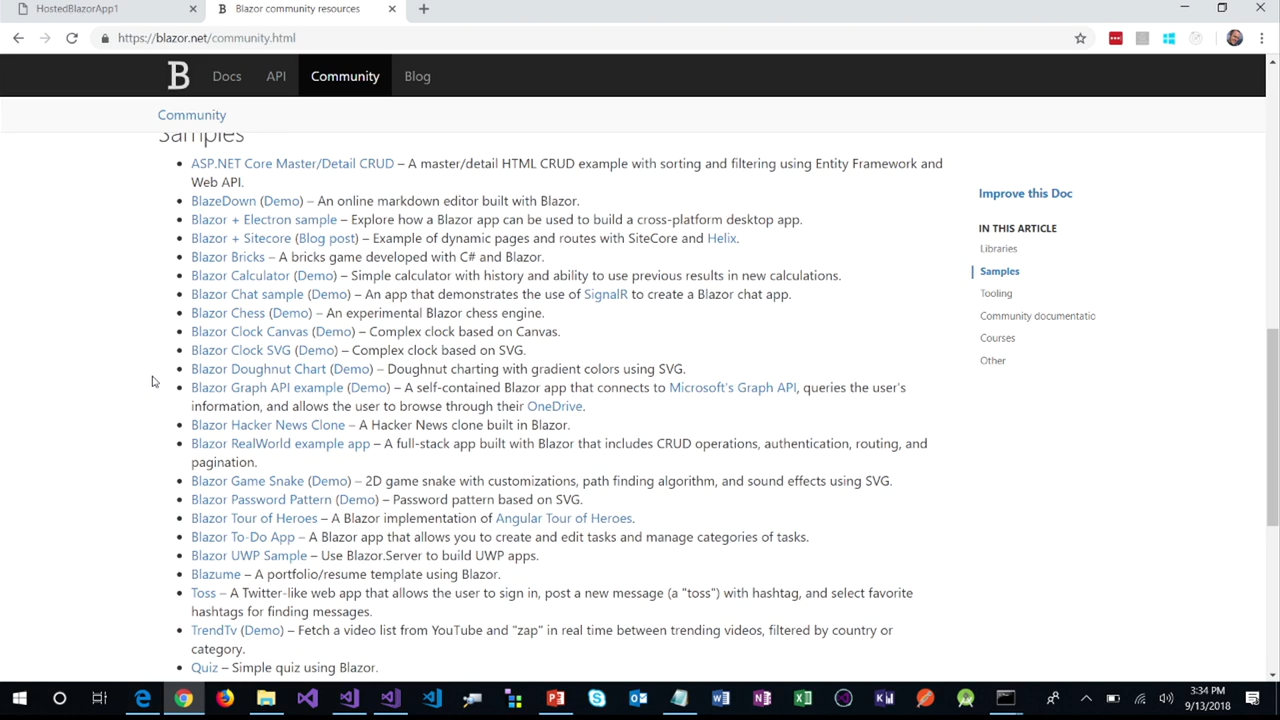 HostedBlazorApp1
B Blazor community resources
https://blazor.net/community.html
B Docs API Community Blog
Community
Samples
ASP.NET Core Master/Detail CRUD – A master/detail HTML CRUD example with sorting and filtering using Entity Framework and
Web API.
BlazeDown (Demo) – An online markdown editor built with Blazor.
Blazor + Electron sample – Explore how a Blazor app can be used to build a cross-platform desktop app.
Blazor + Sitecore (Blog post) – Example of dynamic pages and routes with SiteCore and Helix.
Blazor Bricks – A bricks game developed with C# and Blazor.
Blazor Calculator (Demo) – Simple calculator with history and ability to use previous results in new calculations.
Blazor Chat sample (Demo) – An app that demonstrates the use of SignalR to create a Blazor chat app.
Blazor Chess (Demo) – An experimental Blazor chess engine.
Blazor Clock Canvas (Demo) – Complex clock based on Canvas.
Blazor Clock SVG (Demo) – Complex clock based on SVG.
Blazor Doughnut Chart (Demo) – Doughnut charting with gradient colors using SVG.
Blazor Graph API example (Demo) – A self-contained Blazor app that connects to Microsoft's Graph API, queries the user's
information, and allows the user to browse through their OneDrive.
Blazor Hacker News Clone – A Hacker News clone built in Blazor.
Blazor RealWorld example app – A full-stack app built with Blazor that includes CRUD operations, authentication, routing, and
pagination.
Blazor Game Snake (Demo) – 2D game snake with customizations, path finding algorithm, and sound effects using SVG.
Blazor Password Pattern (Demo) – Password pattern based on SVG.
Blazor Tour of Heroes – A Blazor implementation of Angular Tour of Heroes.
Blazor To-Do App – A Blazor app that allows you to create and edit tasks and manage categories of tasks.
Blazor UWP Sample – Use Blazor.Server to build UWP apps.
Blazume – A portfolio/resume template using Blazor.
Toss – A Twitter-like web app that allows the user to sign in, post a new message (a "toss") with hashtag, and select favorite
hashtags for finding messages.
TrendTv (Demo) – Fetch a video list from YouTube and "zap" in real time between trending videos, filtered by country or
category.
Quiz – Simple quiz using Blazor.
Improve this Doc
IN THIS ARTICLE
Libraries
Samples
Tooling
Community documentatic
Courses
Other
3:34 PM
9/13/2018